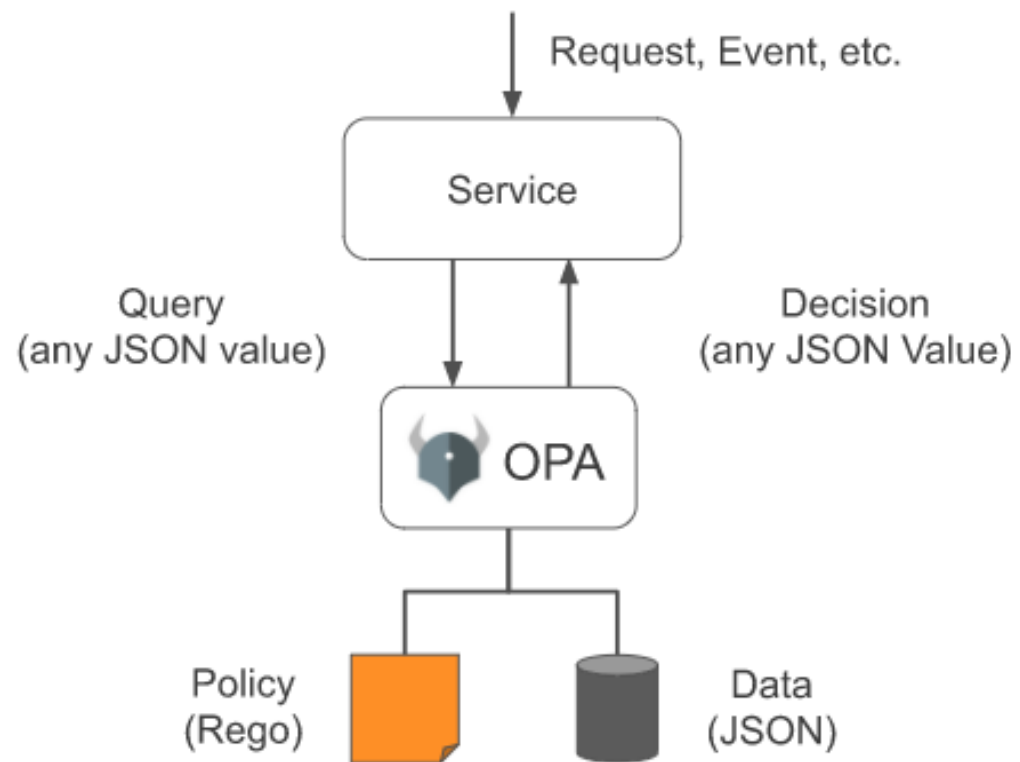 Request, Event, etc.
Service
Query
(any JSON value)
Decision
(any JSON Value)
OPA
Policy
(Rego)
Data
(JSON)